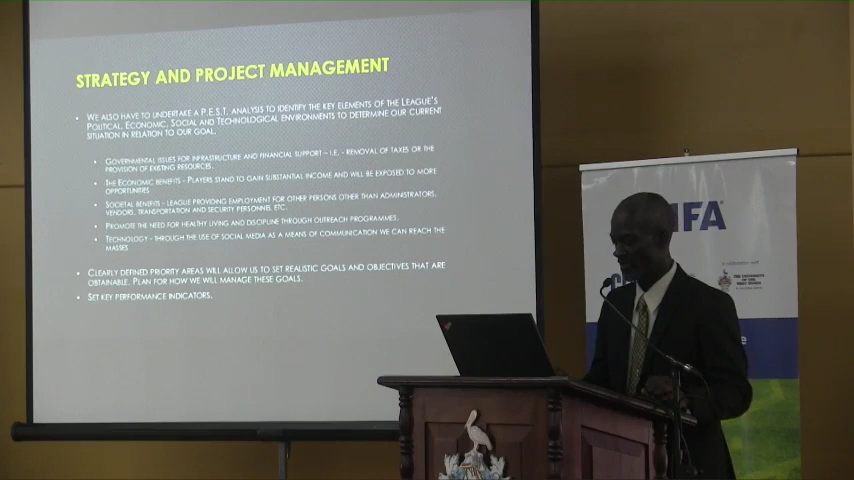 STRATEGY AND PROJECT MANAGEMENT
• WE ALSO HAVE TO UNDERTAKE A P.E.S.T. ANALYSIS TO IDENTIFY THE KEY ELEMENTS OF THE LEAGUE'S
POLITICAL, ECONOMIC, SOCIAL AND TECHNOLOGICAL ENVIRONMENTS TO DETERMINE OUR CURRENT
SITUATION IN RELATION TO OUR GOAL.
• GOVERNMENTAL ISSUES FOR INFRASTRUCTURE AND FINANCIAL SUPPORT – I.E. - REMOVAL OF TAXES OR THE
PROVISION OF EXISTING RESOURCES.
• THE ECONOMIC BENEFITS - PLAYERS STAND TO GAIN SUBSTANTIAL INCOME AND WILL BE EXPOSED TO MORE
OPPORTUNITIES
• SOCIETAL BENEFITS - LEAGUE PROVIDING EMPLOYMENT FOR OTHER PERSONS OTHER THAN ADMINISTRATORS,
VENDORS, TRANSPORTATION AND SECURITY PERSONNEL ETC.
• PROMOTE THE NEED FOR HEALTHY LIVING AND DISCIPLINE THROUGH OUTREACH PROGRAMMES.
• TECHNOLOGY - THROUGH THE USE OF SOCIAL MEDIA AS A MEANS OF COMMUNICATION WE CAN REACH THE
MASSES
• CLEARLY DEFINED PRIORITY AREAS WILL ALLOW US TO SET REALISTIC GOALS AND OBJECTIVES THAT ARE
OBTAINABLE. PLAN FOR HOW WE WILL MANAGE THESE GOALS.
• SET KEY PERFORMANCE INDICATORS.
IFA
THE UNIVERSITY
OF THE
WEST INDIES